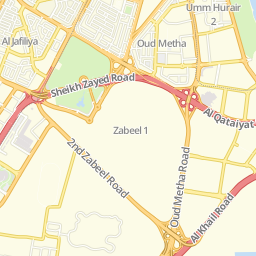 Umm Hurair
2
Al Jafiliya
Oud Metha
Sheikh Zayed Road
Al Qataiyat
Zabeel 1
2nd Zabeel Road
Oud Metha Road
Al Khail Road